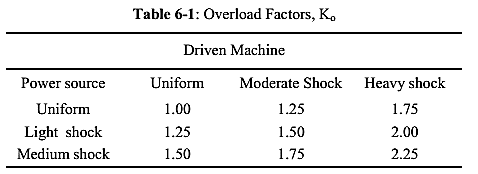 Table 6-1: Overload Factors, Kₒ
Driven Machine
Power source Uniform Moderate Shock Heavy shock
Uniform 1.00 1.25 1.75
Light shock 1.25 1.50 2.00
Medium shock 1.50 1.75 2.25